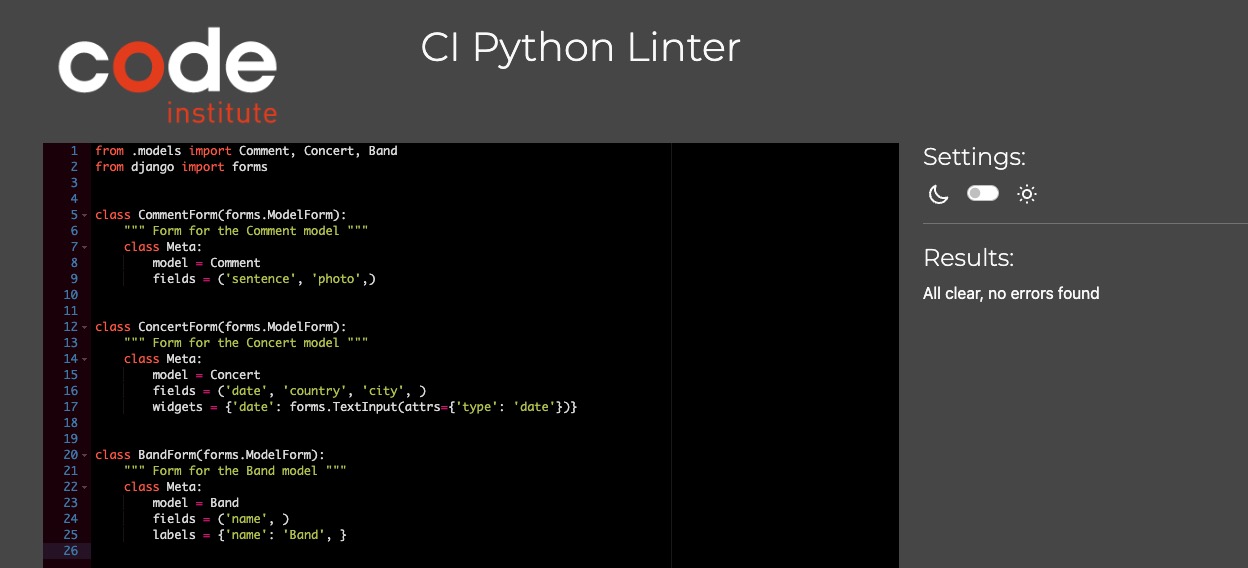 code
institute
CI Python Linter
1 from .models import Comment, Concert, Band
2 from django import forms
3
4
5 class CommentForm(forms.ModelForm):
6     """ Form for the Comment model """
7     class Meta:
8         model = Comment
9         fields = ('sentence', 'photo',)
10
11
12 class ConcertForm(forms.ModelForm):
13     """ Form for the Concert model """
14     class Meta:
15         model = Concert
16         fields = ('date', 'country', 'city', )
17         widgets = {'date': forms.TextInput(attrs={'type': 'date'})}
18
19
20 class BandForm(forms.ModelForm):
21     """ Form for the Band model """
22     class Meta:
23         model = Band
24         fields = ('name', )
25         labels = {'name': 'Band', }
26
Settings:
Results:
All clear, no errors found